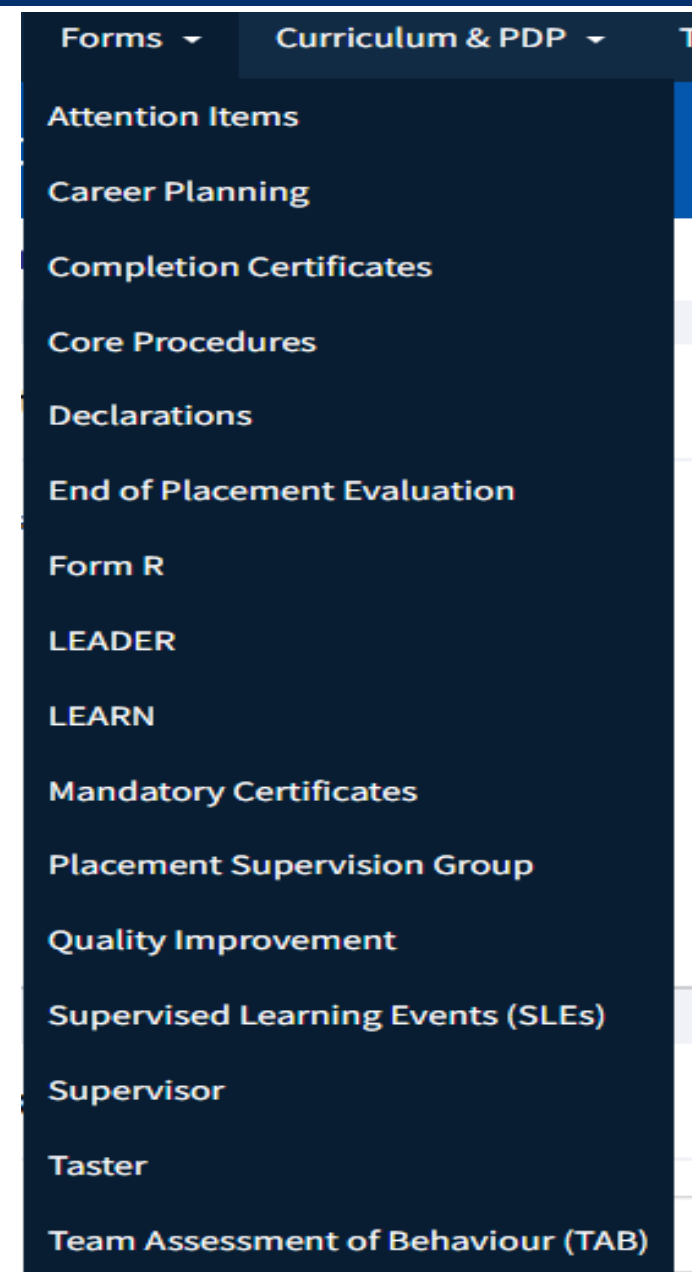 Forms Curriculum & PDP T
Attention Items
Career Planning
Completion Certificates
Core Procedures
Declarations
End of Placement Evaluation
Form R
LEADER
LEARN
Mandatory Certificates
Placement Supervision Group
Quality Improvement
Supervised Learning Events (SLEs)
Supervisor
Taster
Team Assessment of Behaviour (TAB)